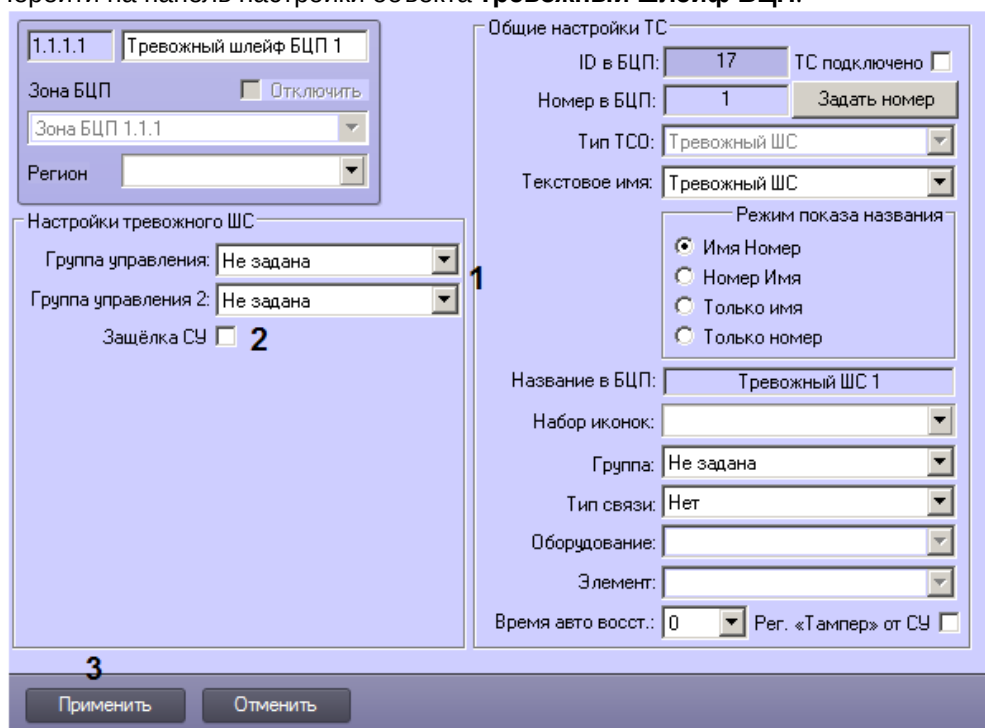 перейти на панель настройки объекта Тревожный шлейф БЦП.
1.1.1.1 Тревожный шлейф БЦП 1
Зона БЦП Отключить
Зона БЦП 1.1.1
Регион
Настройки тревожного ШС
Группа управления: Не задана
1
Группа управления 2: Не задана
Защёлка СУ 2
Общие настройки ТС
ID в БЦП: 17 ТС подключено
Номер в БЦП: 1 Задать номер
Тип ТСО: Тревожный ШС
Текстовое имя: Тревожный ШС
Режим показа названия
Имя Номер
Номер Имя
Только имя
Только номер
Название в БЦП: Тревожный ШС 1
Набор иконок:
Группа: Не задана
Тип связи: Нет
Оборудование:
Элемент:
Время авто восст.: 0 Рег. «Тампер» от СУ
3
Применить Отменить